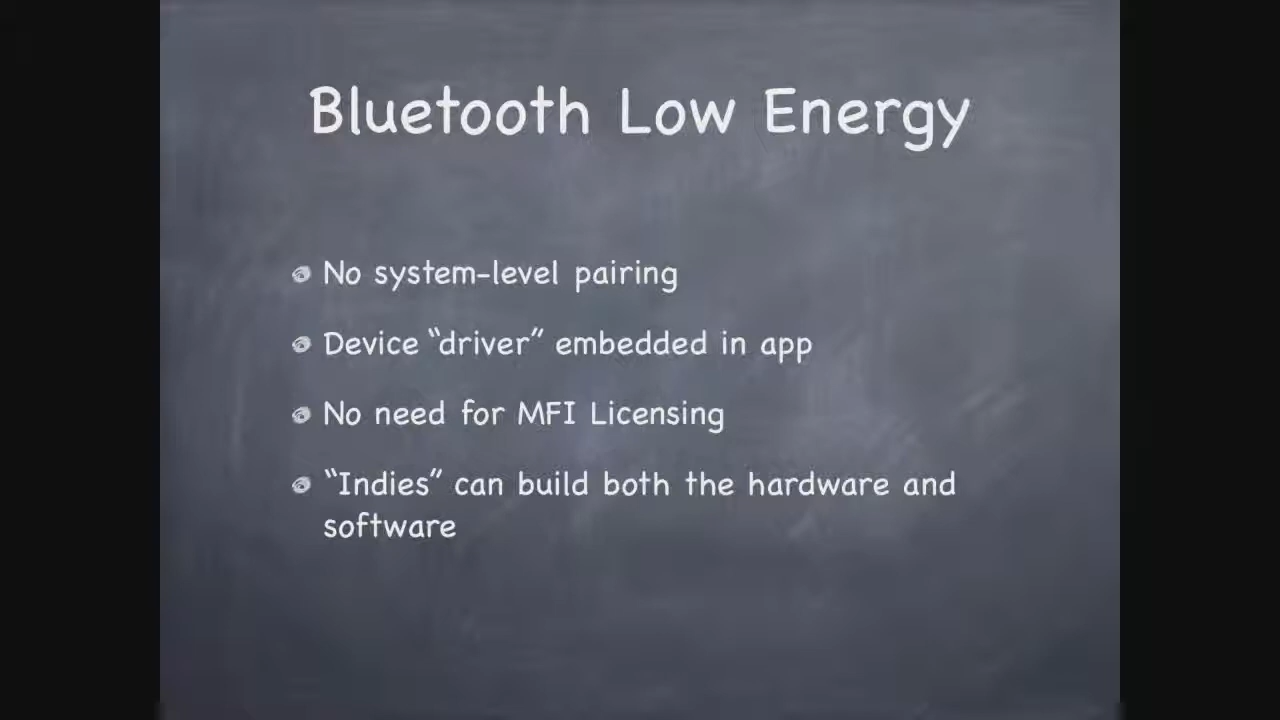 Bluetooth Low Energy
No system-level pairing
Device “driver” embedded in app
No need for MFI Licensing
“Indies” can build both the hardware and
software